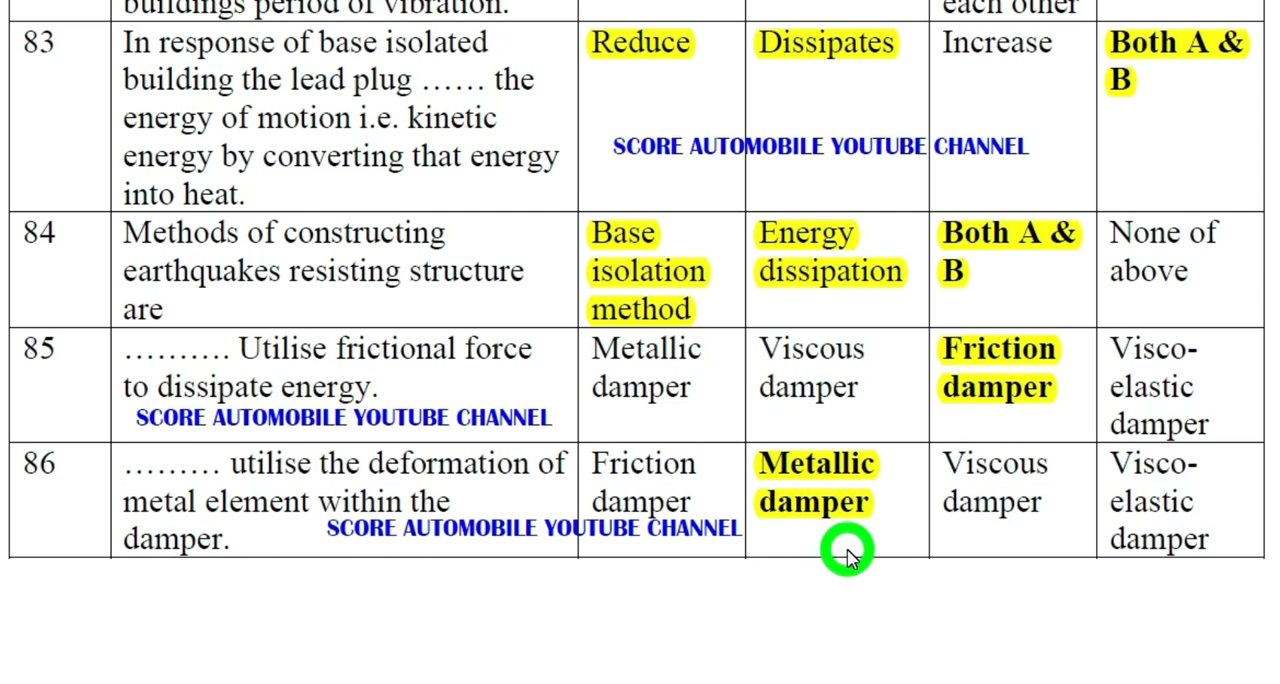 buildings period of vibration.
each other
83
In response of base isolated
building the lead plug …… the
energy of motion i.e. kinetic
energy by converting that energy
into heat.
Reduce
Dissipates
Increase
Both A &
B
SCORE AUTOMOBILE YOUTUBE CHANNEL
84
Methods of constructing
earthquakes resisting structure
are
Base
isolation
method
Energy
dissipation
Both A &
B
None of
above
85
………. Utilise frictional force
to dissipate energy.
SCORE AUTOMOBILE YOUTUBE CHANNEL
Metallic
damper
Viscous
damper
Friction
damper
Visco-
elastic
damper
86
……… utilise the deformation of
metal element within the
damper.
SCORE AUTOMOBILE YOUTUBE CHANNEL
Friction
damper
Metallic
damper
Viscous
damper
Visco-
elastic
damper